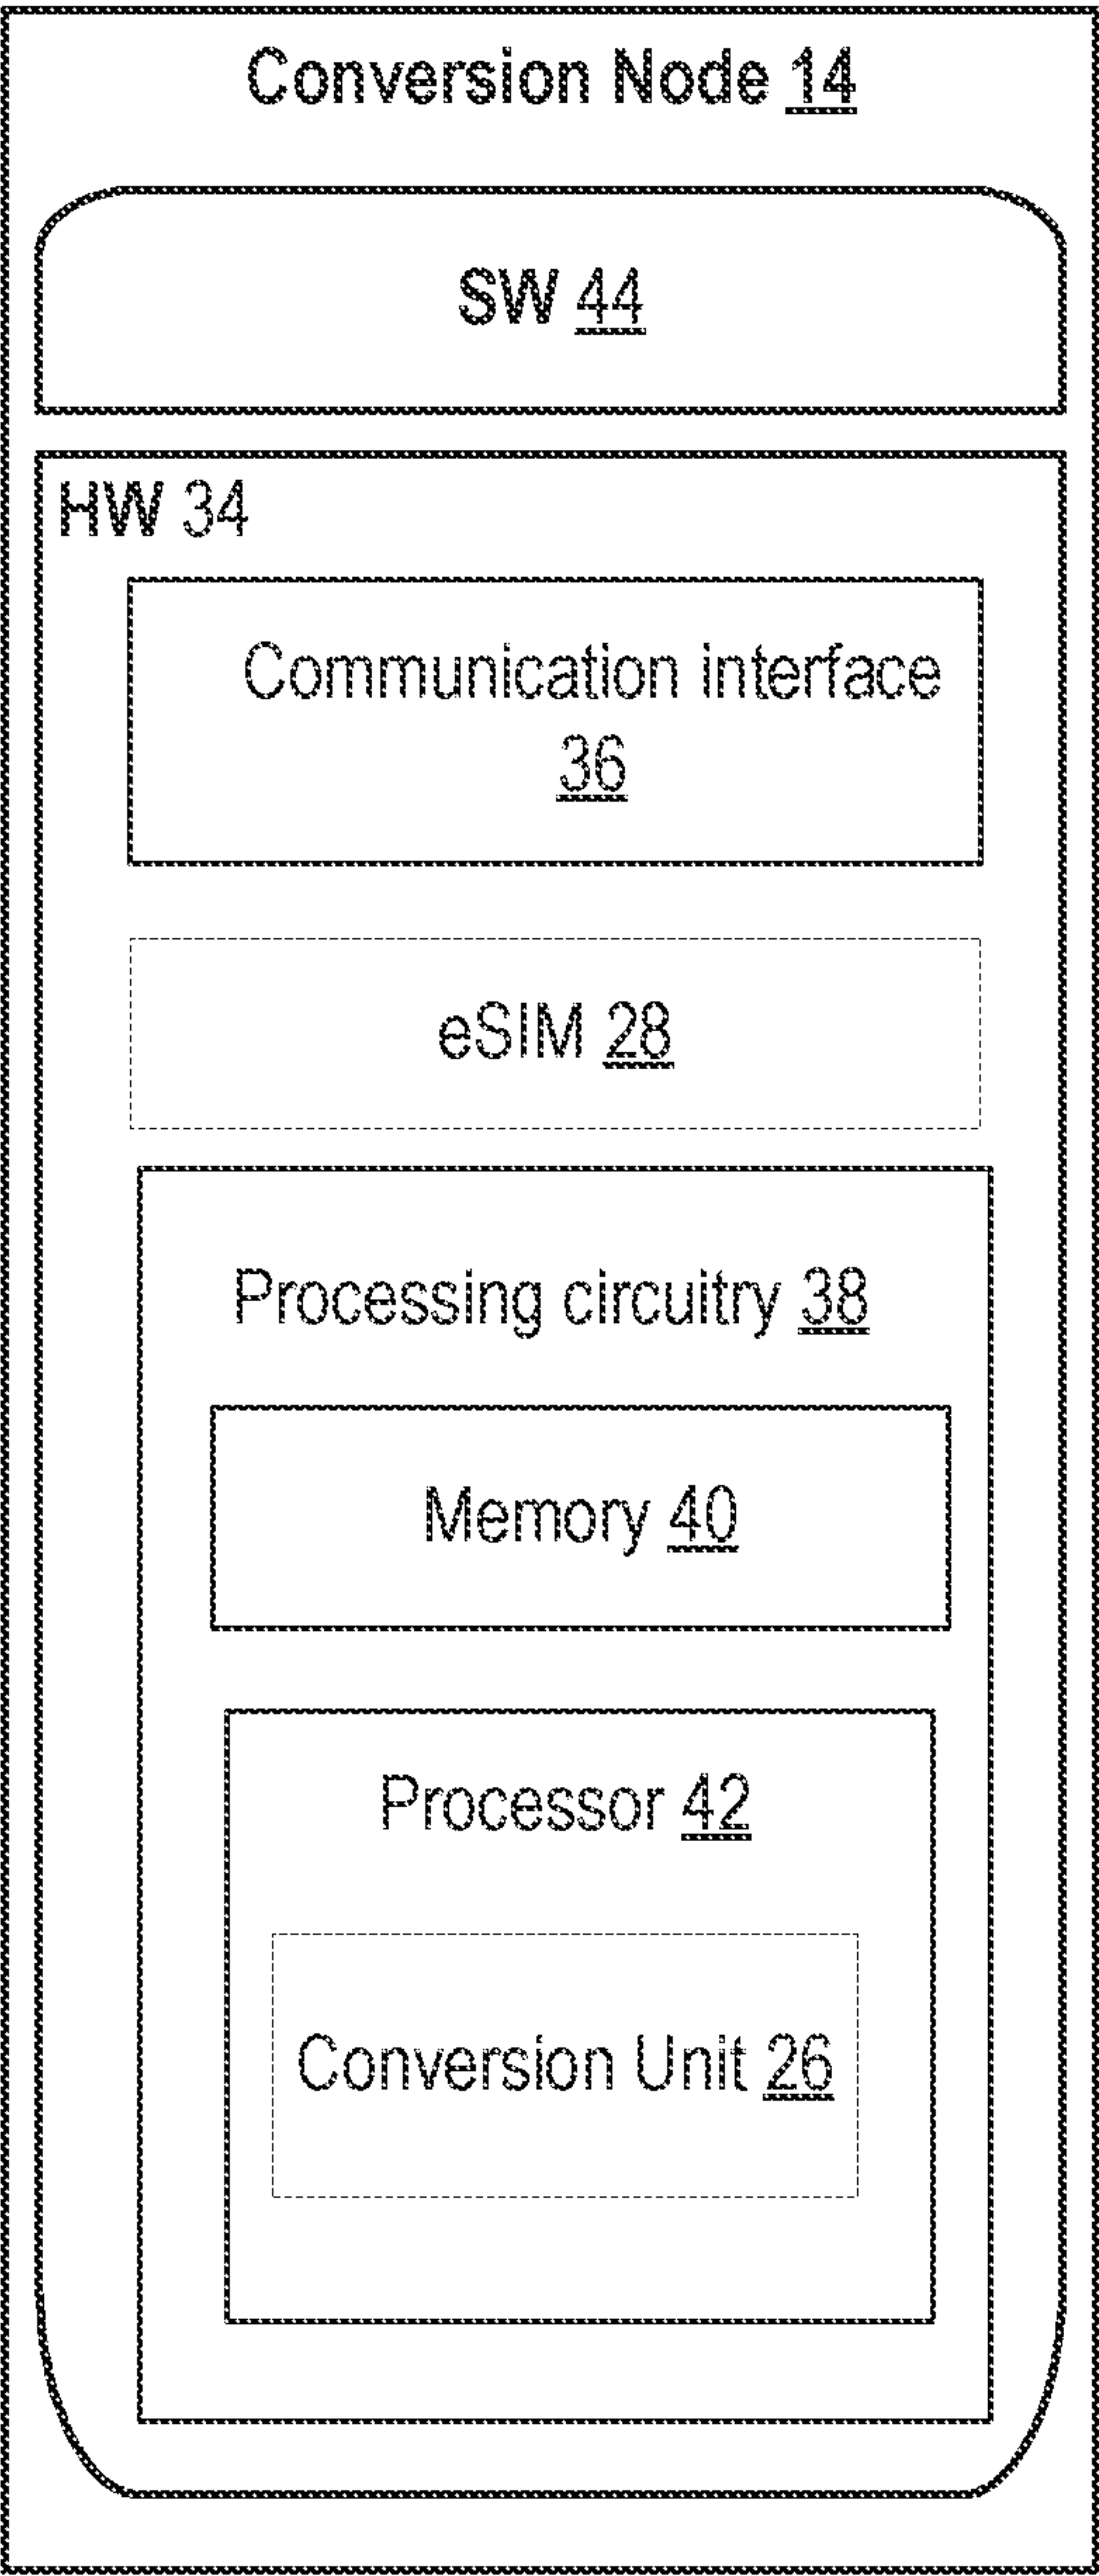 Conversion Node 14
SW 44
HW 34
Communication interface
36
eSIM 28
Processing circuitry 38
Memory 40
Processor 42
Conversion Unit 26